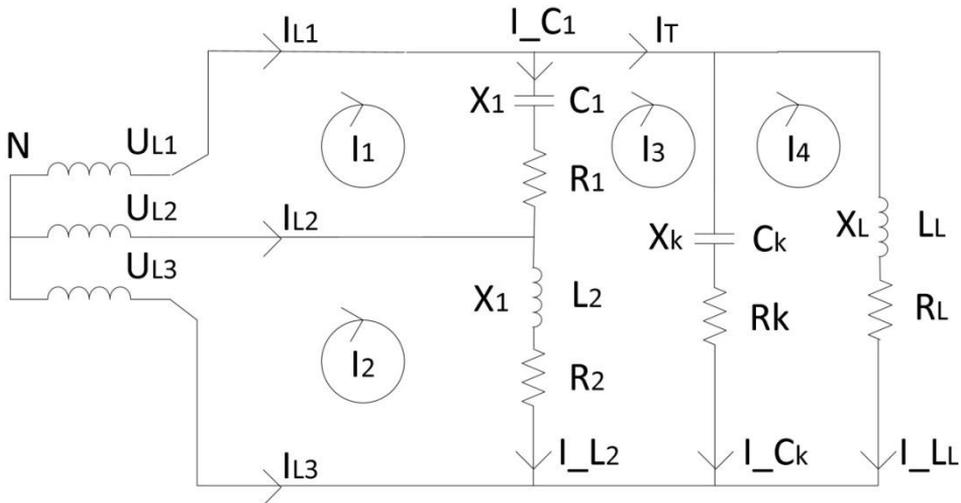 I_C1
IL1
IT
X1
C1
N
UL1
I1
I3
I4
R1
UL2
IL2
Xk
Ck
XL
LL
UL3
X1
L2
Rk
RL
I2
R2
IL3
I_L2
I_Ck
I_LL